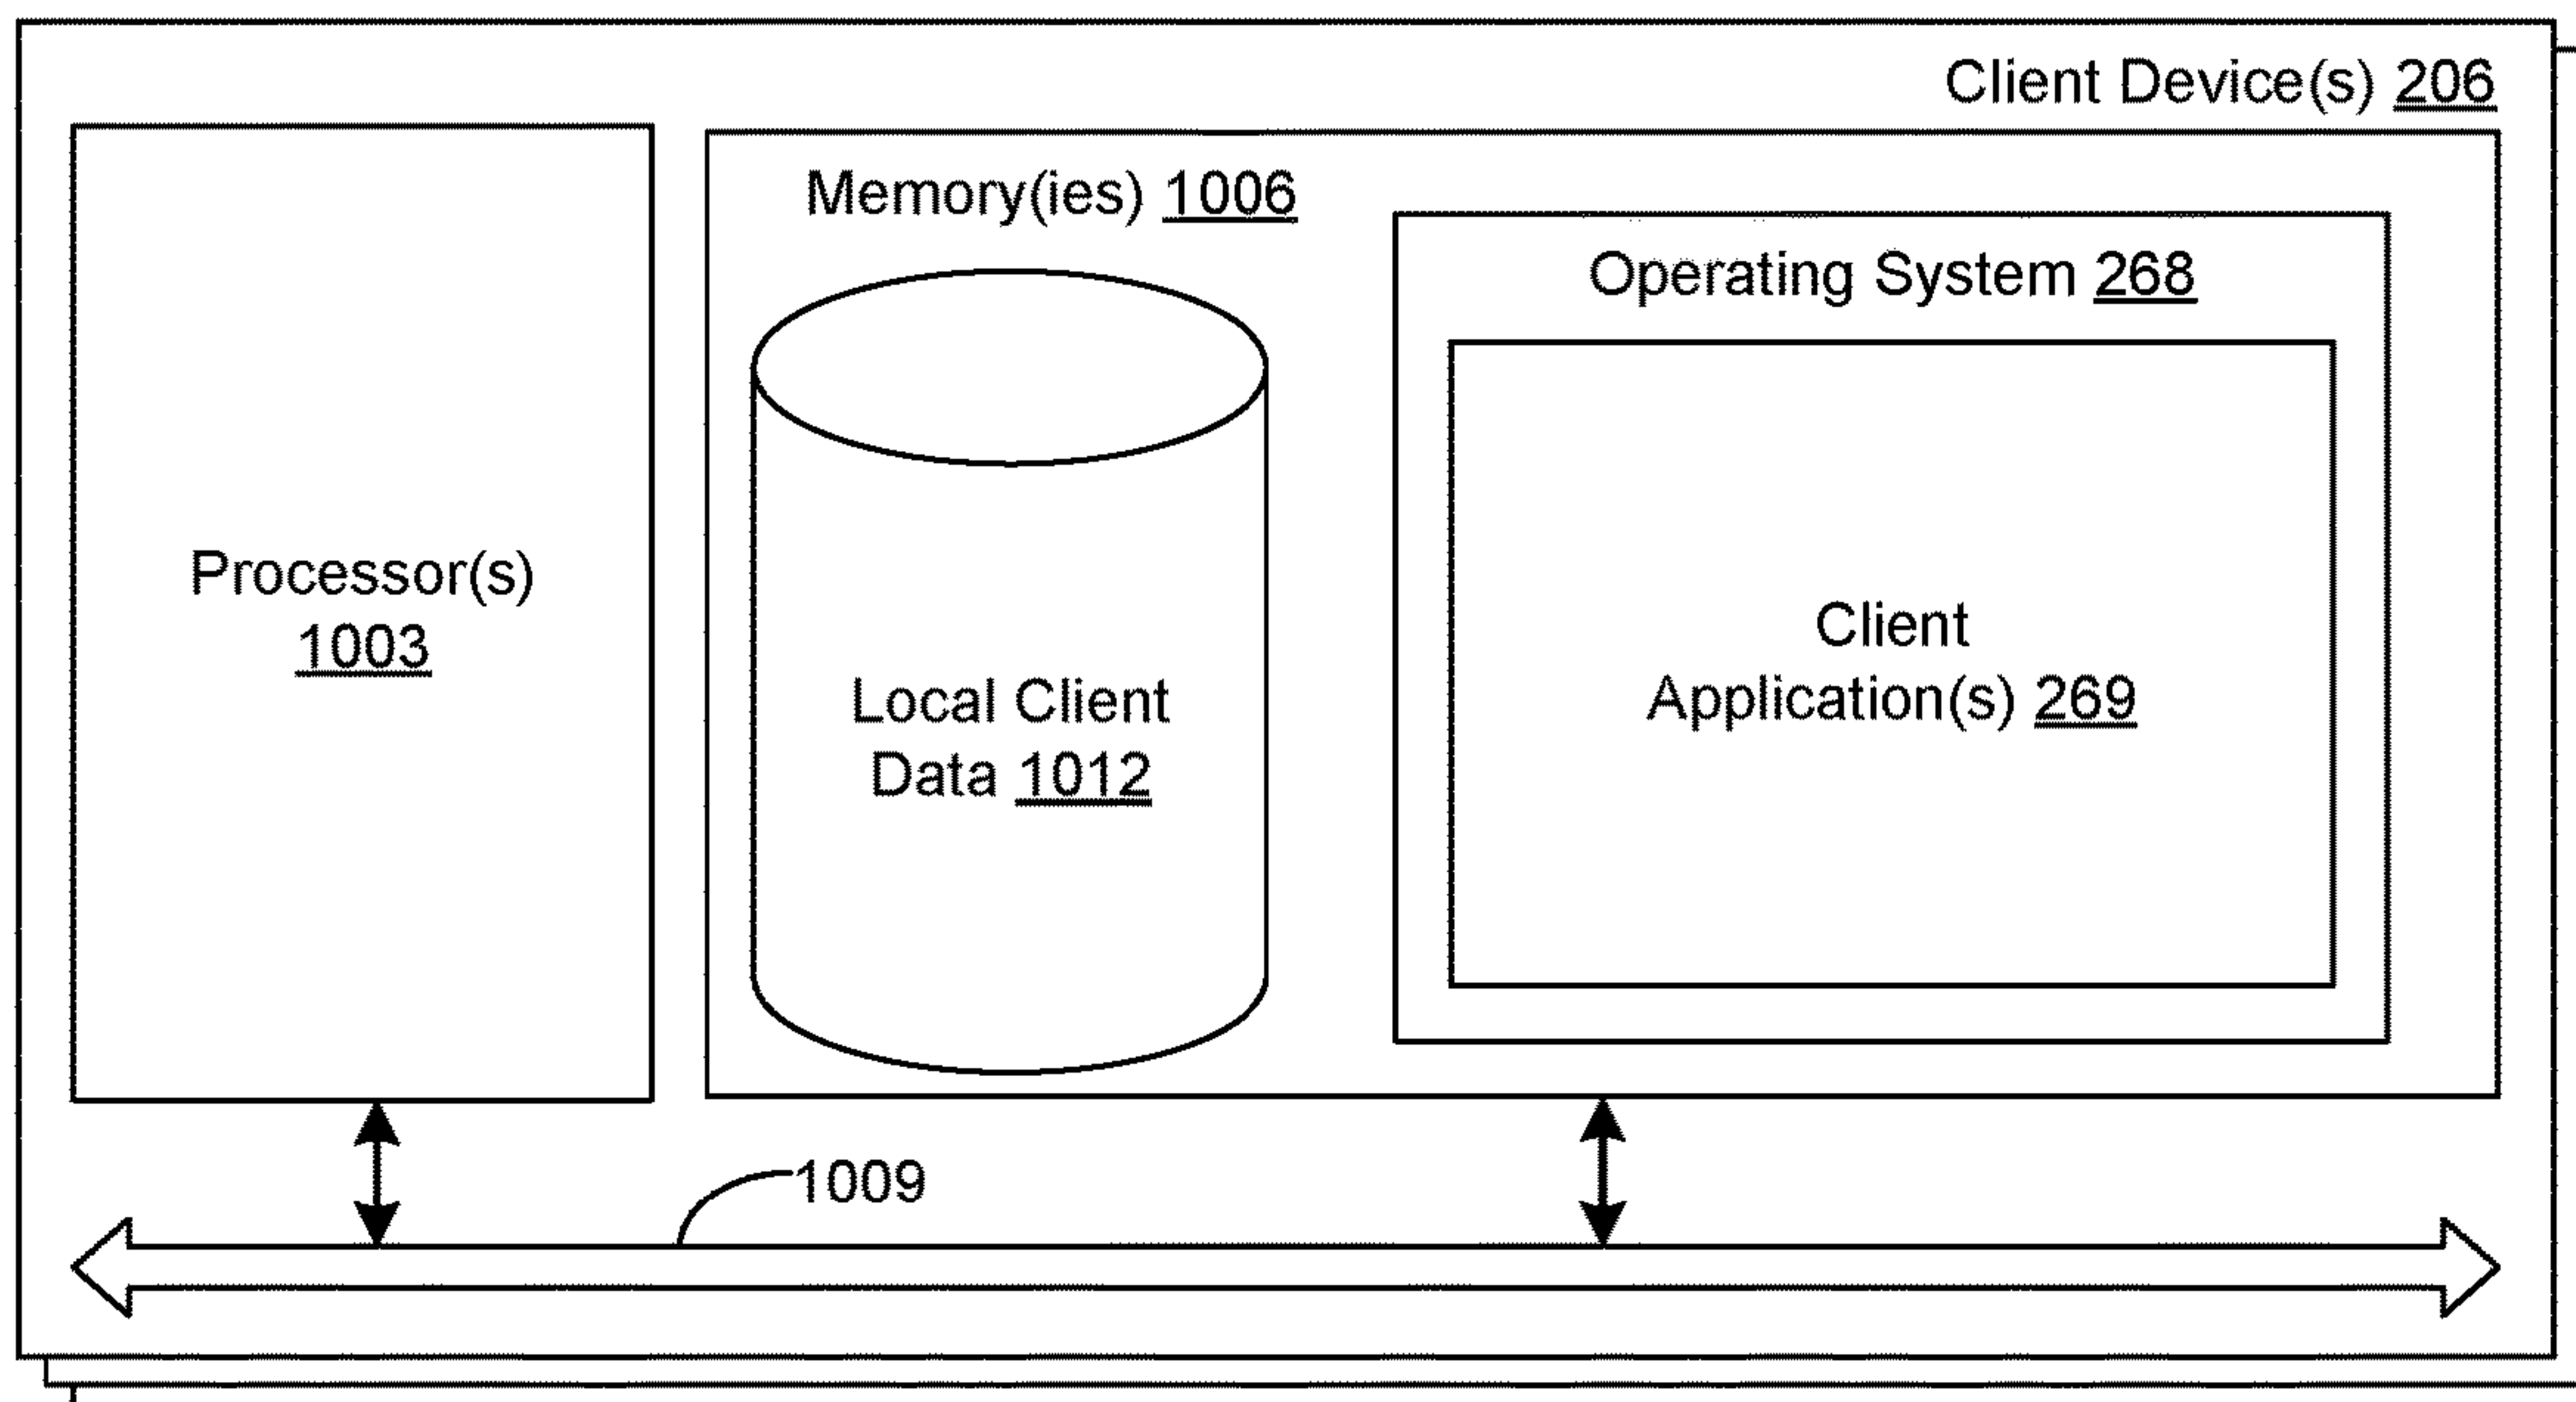 Client Device(s) 206
Memory(ies) 1006
Operating System 268
Processor(s)
1003
Client
Application(s) 269
Local Client
Data 1012
1009